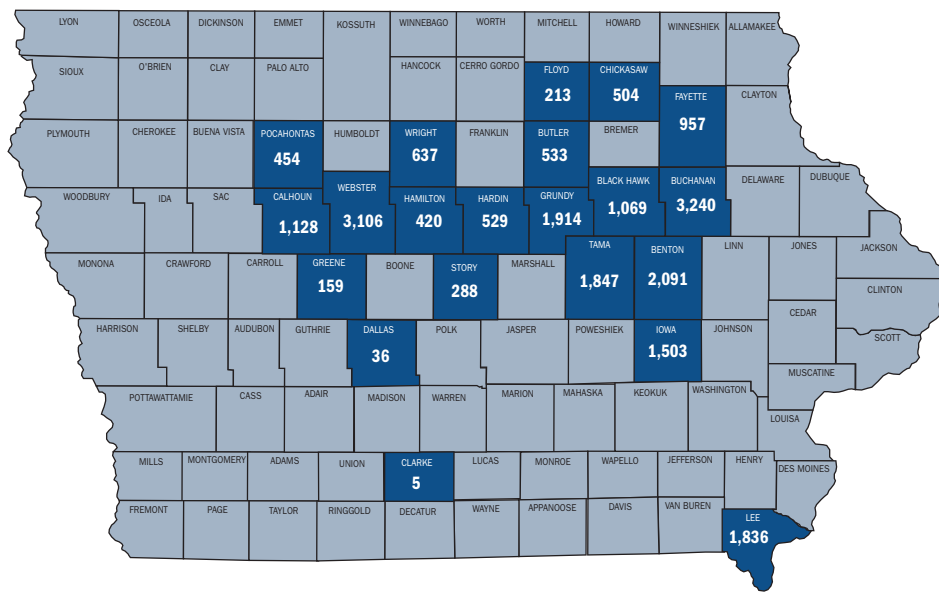 LYON
OSCEOLA
DICKINSON
EMMET
KOSSUTH
WINNEBAGO
WORTH
MITCHELL
HOWARD
WINNESHIEK
ALLAMAKEE
SIOUX
O'BRIEN
CLAY
PALO ALTO
HANCOCK
CERRO GORDO
FLOYD
213
CHICKASAW
504
FAYETTE
957
CLAYTON
PLYMOUTH
CHEROKEE
BUENA VISTA
POCAHONTAS
454
HUMBOLDT
WRIGHT
637
FRANKLIN
BUTLER
533
BREMER
WOODBURY
IDA
SAC
CALHOUN
1,128
WEBSTER
3,106
HAMILTON
420
HARDIN
529
GRUNDY
1,914
BLACK HAWK
1,069
BUCHANAN
3,240
DELAWARE
DUBUQUE
MONONA
CRAWFORD
CARROLL
GREENE
159
BOONE
STORY
288
MARSHALL
TAMA
1,847
BENTON
2,091
LINN
JONES
JACKSON
CLINTON
HARRISON
SHELBY
AUDUBON
GUTHRIE
DALLAS
36
POLK
JASPER
POWESHIEK
IOWA
1,503
JOHNSON
CEDAR
SCOTT
MUSCATINE
POTTAWATTAMIE
CASS
ADAIR
MADISON
WARREN
MARION
MAHASKA
KEOKUK
WASHINGTON
LOUISA
MILLS
MONTGOMERY
ADAMS
UNION
CLARKE
5
LUCAS
MONROE
WAPELLO
JEFFERSON
HENRY
DES MOINES
FREMONT
PAGE
TAYLOR
RINGGOLD
DECATUR
WAYNE
APPANOOSE
DAVIS
VAN BUREN
LEE
1,836